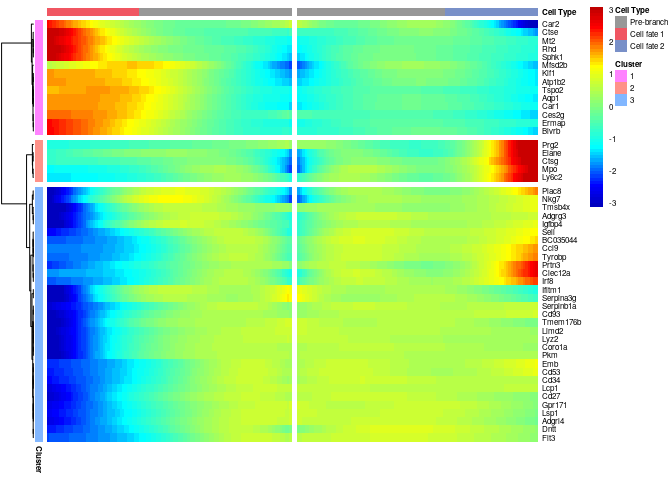 Cell Type
Car2
Ctse
Mt2
Rhd
Sphk1
Mfsd2b
Klf1
Atp1b2
Tspo2
Aqp1
Car1
Ces2g
Ermap
Blvrb
Prg2
Elane
Ctsg
Mpo
Ly6c2
Plac8
Nkg7
Tmsb4x
Adgrg3
Igfbp4
Sell
BC035044
Ccl9
Tyrobp
Prtn3
Clec12a
Irf8
Ifitm1
Serpina3g
Serpinb1a
Cd93
Tmem176b
Limd2
Lyz2
Coro1a
Pkm
Emb
Cd53
Cd34
Lcp1
Cd27
Gpr171
Lsp1
Adgrl4
Dntt
Flt3
Cluster
3
2
1
0
-1
-2
-3
Cell Type
Pre-branch
Cell fate 1
Cell fate 2
Cluster
1
2
3